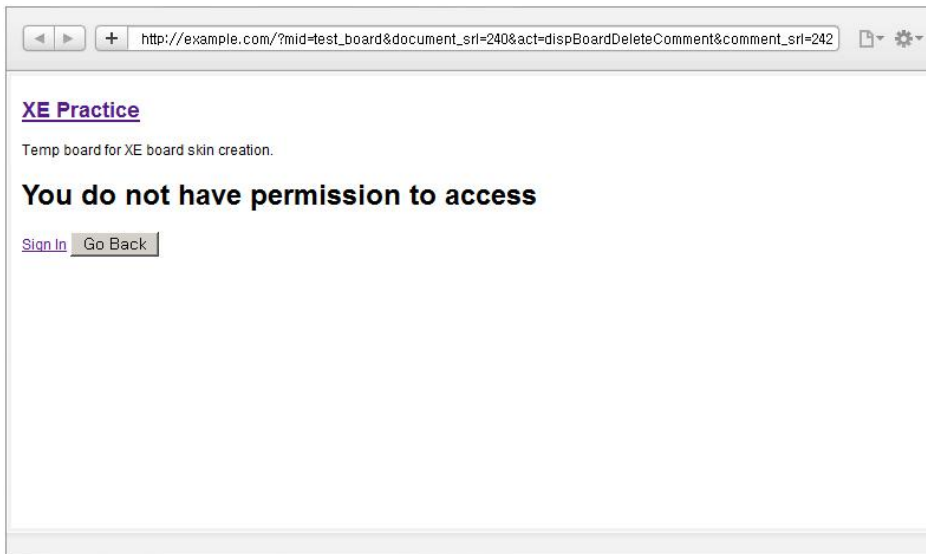 http://example.com/?mid=test_board&document_srl=240&act=dispBoardDeleteComment&comment_srl=242
XE Practice
Temp board for XE board skin creation.
You do not have permission to access
Sign In Go Back